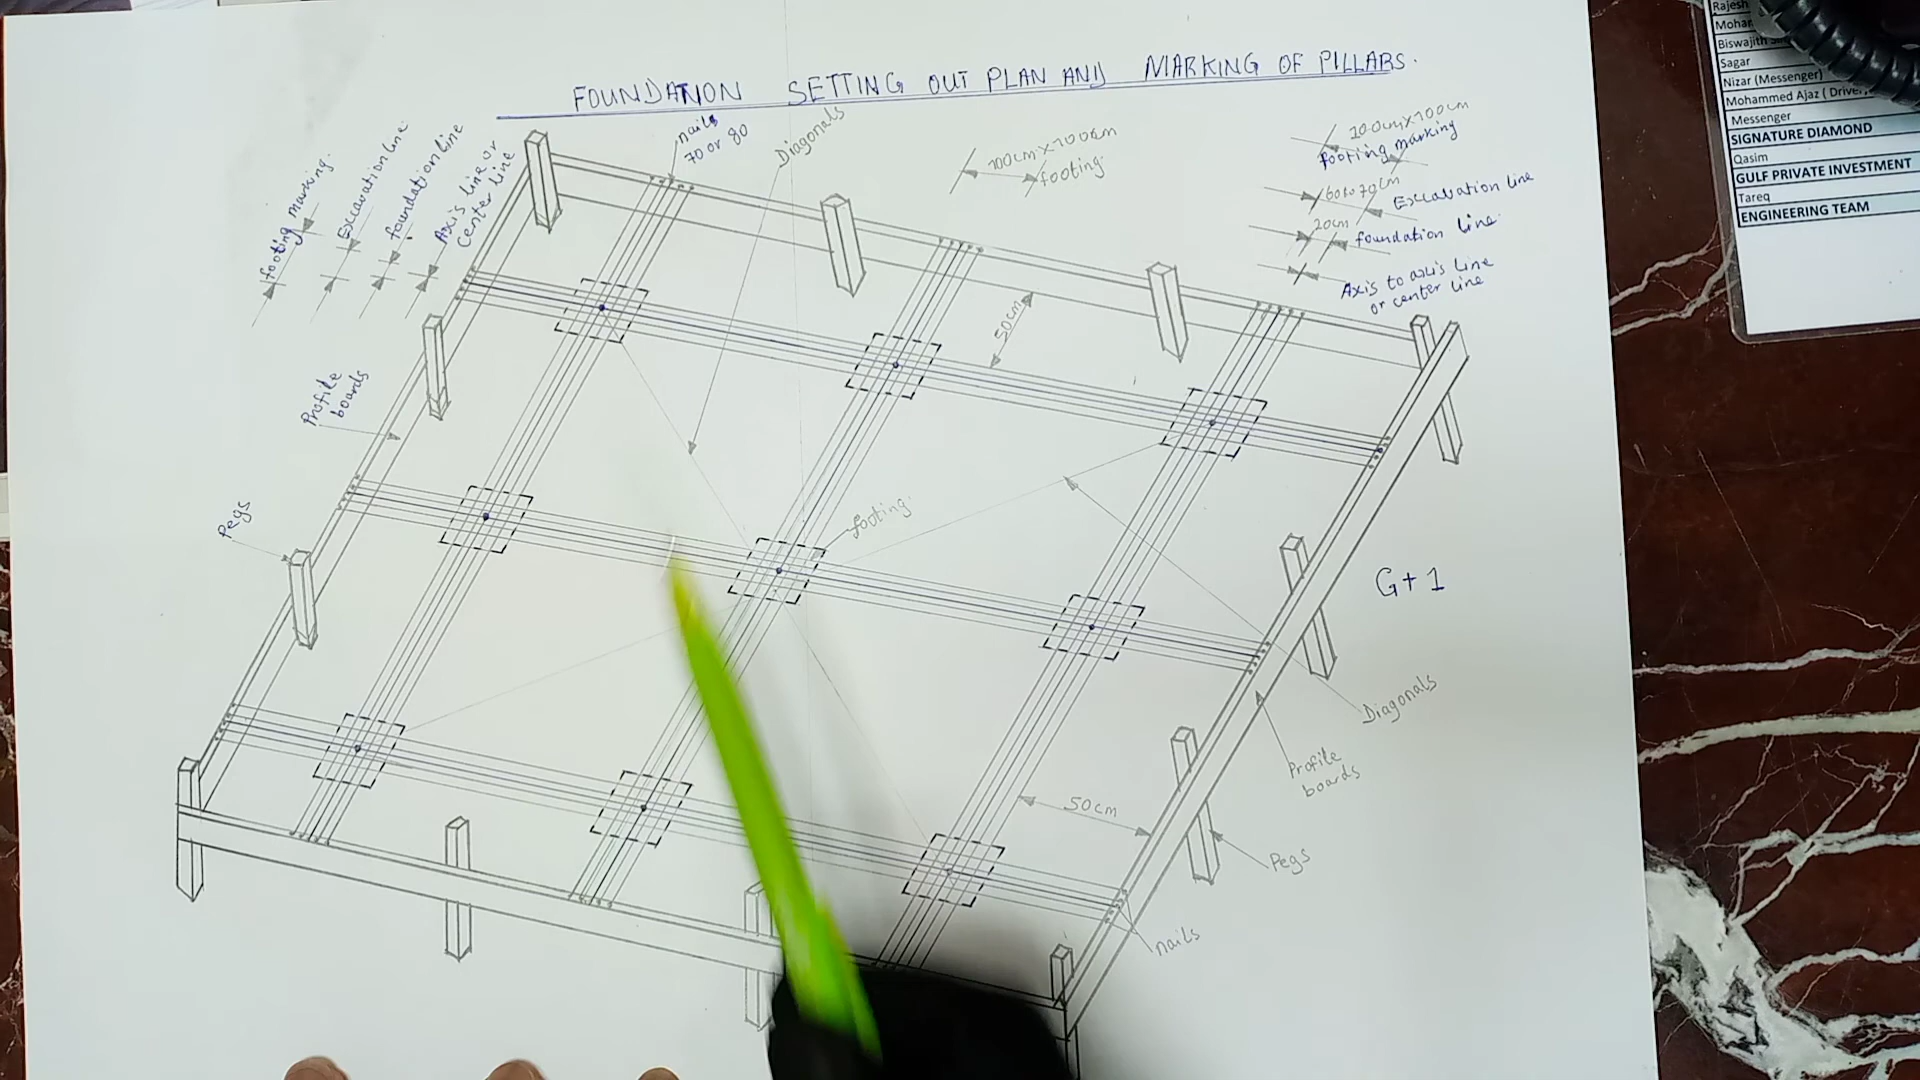 FOUNDATION SETTING OUT PLAN AND MARKING OF PILLARS.
nails
70 or 80
Diagonals
100cm x 100cm
footing
100cm x 100cm
footing marking
60 to 70cm
Excavation line
20cm
foundation line
Axis to axis line
or center line
footing marking.
Excavation line
foundation line
Axis line or
center line
50cm
Profile
boards
Pegs
footing.
G+1
Diagonals
Profile
boards
50cm
Pegs
nails
Rajesh
Mohar
Biswajith
Sagar
Nizar (Messenger)
Mohammed Ajaz ( Driver,
Messenger
SIGNATURE DIAMOND
Qasim
GULF PRIVATE INVESTMENT
Tareq
ENGINEERING TEAM